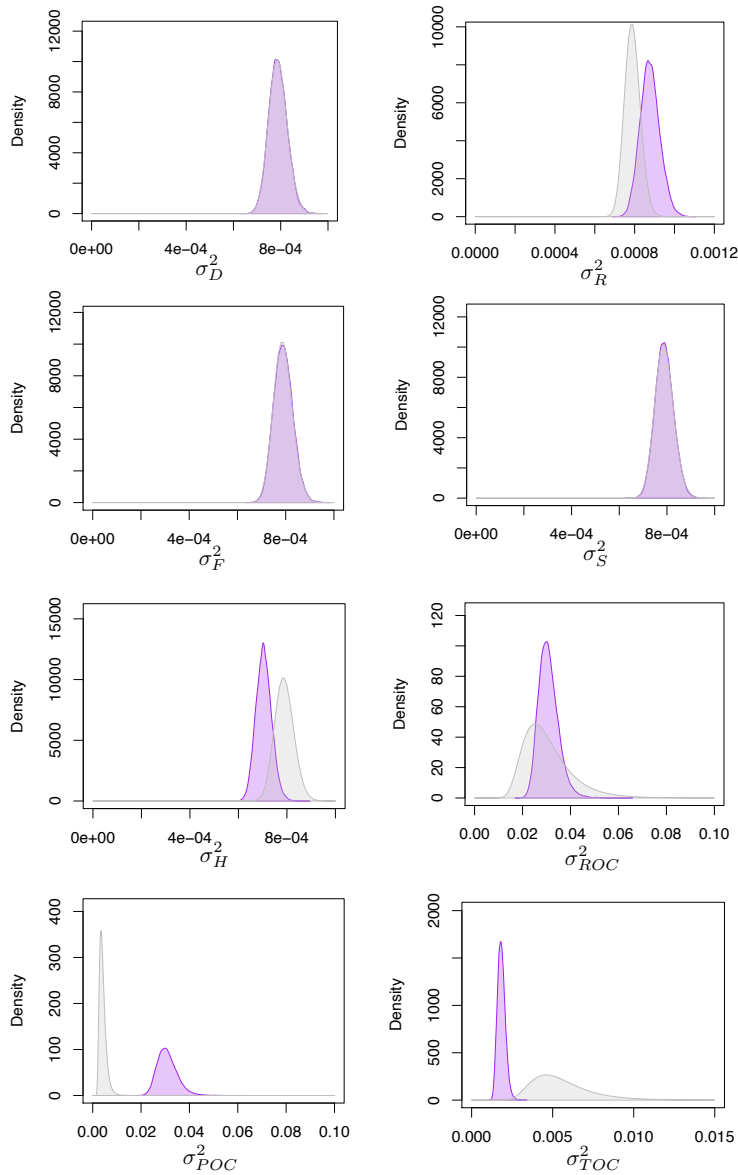 Density
12000
8000
4000
0
0e+00 4e-04 8e-04
σ²_D
Density
10000
6000
2000
0
0.0000 0.0004 0.0008 0.0012
σ²_R
Density
12000
8000
4000
0
0e+00 4e-04 8e-04
σ²_F
Density
12000
8000
4000
0
0e+00 4e-04 8e-04
σ²_S
Density
15000
10000
5000
0
0e+00 4e-04 8e-04
σ²_H
Density
120
80
60
40
20
0
0.00 0.02 0.04 0.06 0.08 0.10
σ²_ROC
Density
400
300
200
100
0
0.00 0.02 0.04 0.06 0.08 0.10
σ²_POC
Density
2000
1500
1000
500
0
0.000 0.005 0.010 0.015
σ²_TOC